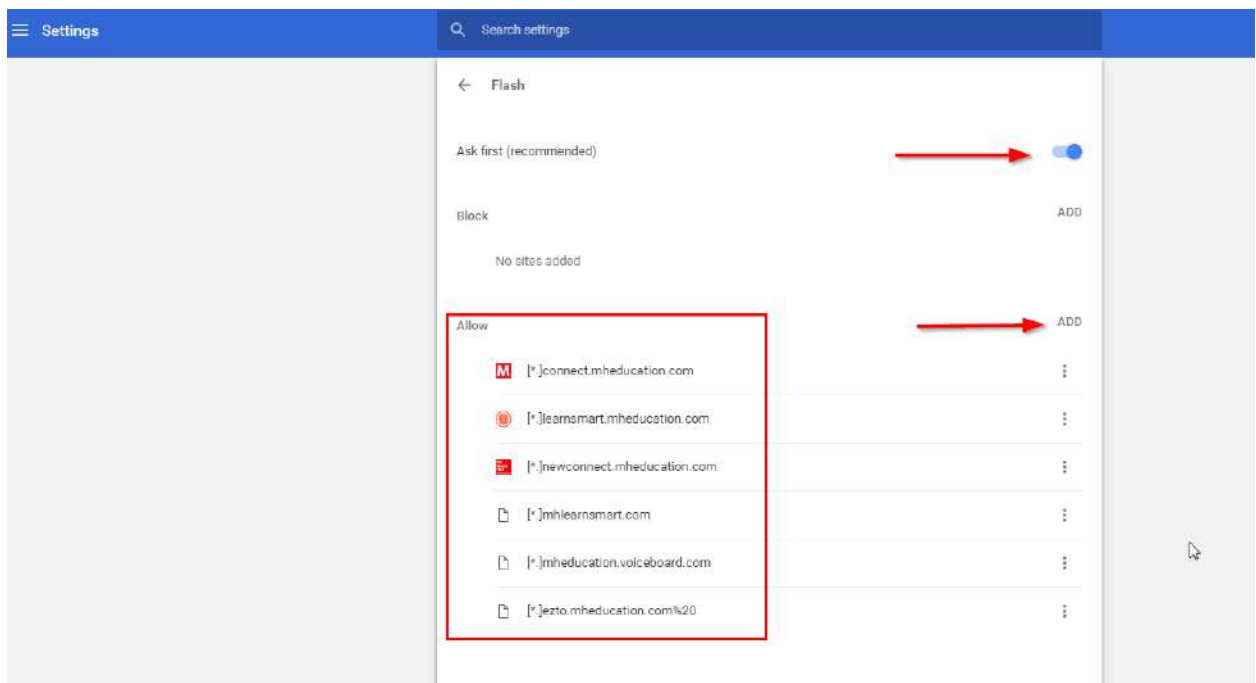 Settings
Search settings
Flash
Ask first (recommended)
Block
ADD
No sites added
Allow
ADD
[*.]connect.mheducation.com
[*.]learnsmart.mheducation.com
[*.]newconnect.mheducation.com
[*.]mhlearnsmart.com
[*.]mheducation.voiceboard.com
[*.]ezto.mheducation.com%20